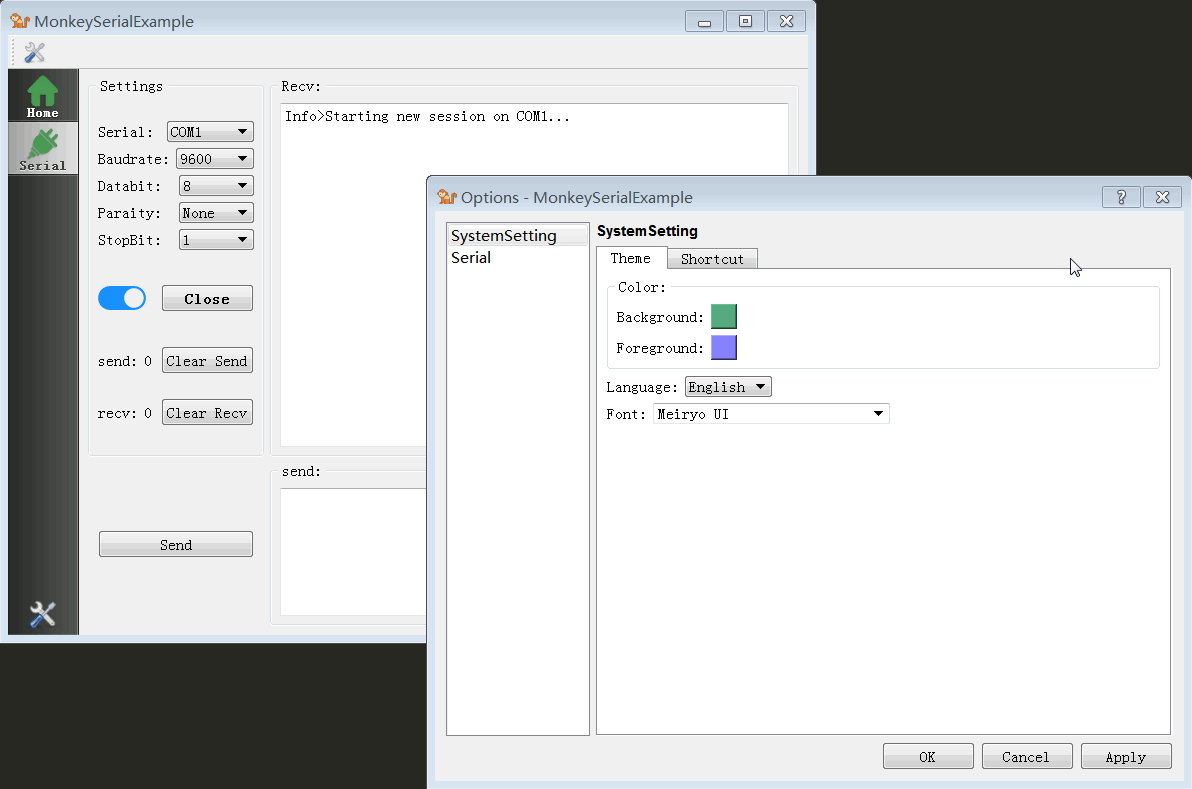 MonkeySerialExample
Home
Serial
Settings
Serial: COM1
Baudrate: 9600
Databit: 8
Paraity: None
StopBit: 1
Close
send: 0 Clear Send
recv: 0 Clear Recv
Send
Recv:
Info>Starting new session on COM1...
send:
Options - MonkeySerialExample
?
SystemSetting
Serial
SystemSetting
Theme Shortcut
Color:
Background:
Foreground:
Language: English
Font: Meiryo UI
OK Cancel Apply